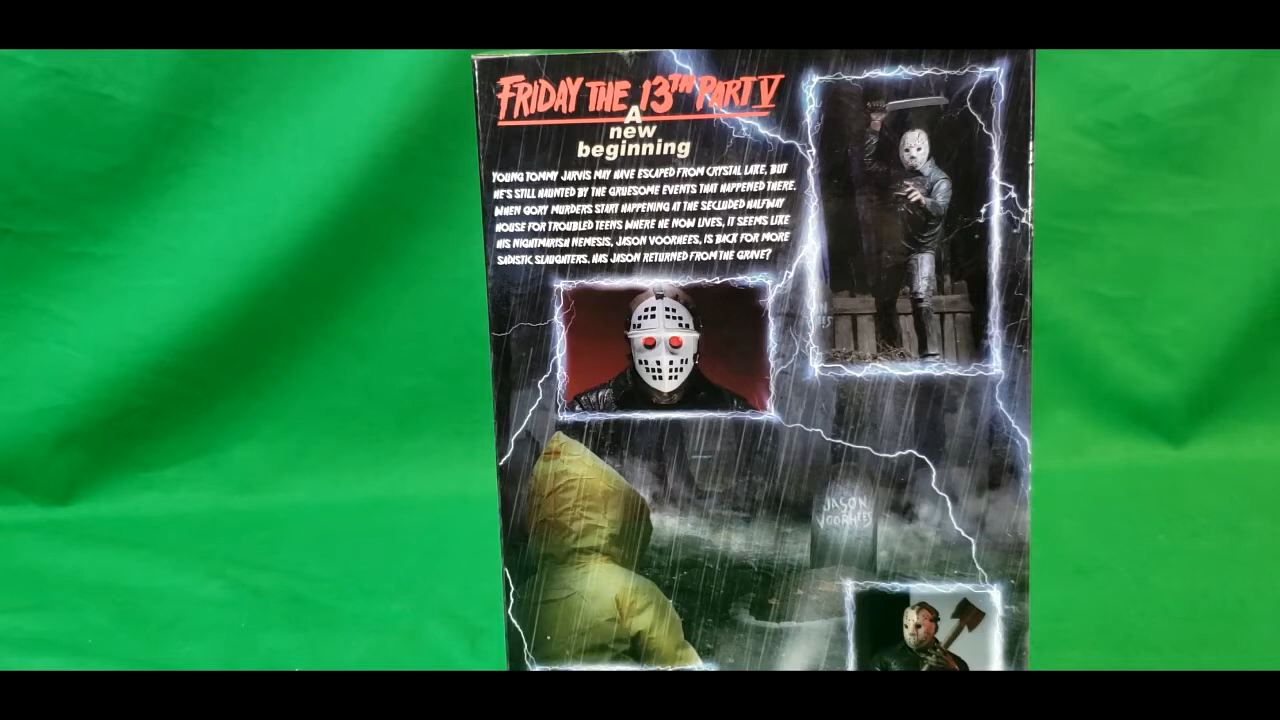 FRIDAY THE 13TH PART V
A
new
beginning
YOUNG TOMMY JARVIS MAY HAVE ESCAPED FROM CRYSTAL LAKE, BUT
HE'S STILL HAUNTED BY THE GRUESOME EVENTS THAT HAPPENED THERE.
WHEN GORY MURDERS START HAPPENING AT THE SECLUDED HALFWAY
HOUSE FOR TROUBLED TEENS WHERE HE NOW LIVES, IT SEEMS LIKE
HIS NIGHTMARISH NEMESIS, JASON VOORHEES, IS BACK FOR MORE
SADISTIC SLAUGHTERS. HAS JASON RETURNED FROM THE GRAVE?
JASON
VOORHEES